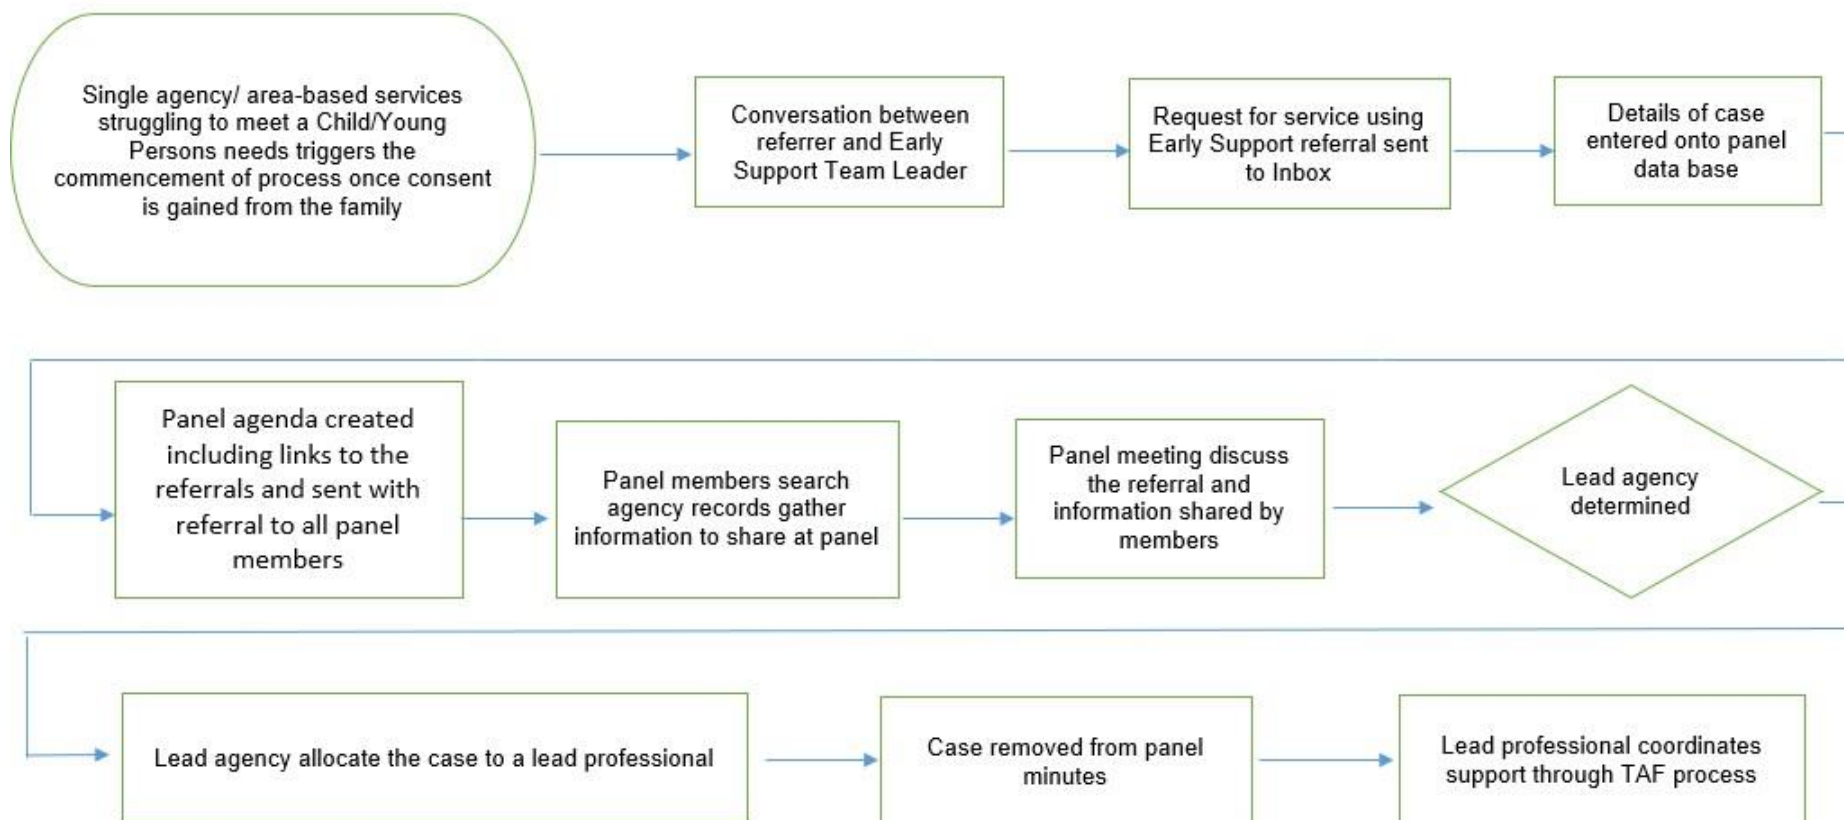 Single agency/ area-based services
struggling to meet a Child/Young
Persons needs triggers the
commencement of process once consent
is gained from the family
Conversation between
referrer and Early
Support Team Leader
Request for service using
Early Support referral sent
to Inbox
Details of case
entered onto panel
data base
Panel agenda created
including links to the
referrals and sent with
referral to all panel
members
Panel members search
agency records gather
information to share at panel
Panel meeting discuss
the referral and
information shared by
members
Lead agency
determined
Lead agency allocate the case to a lead professional
Case removed from panel
minutes
Lead professional coordinates
support through TAF process